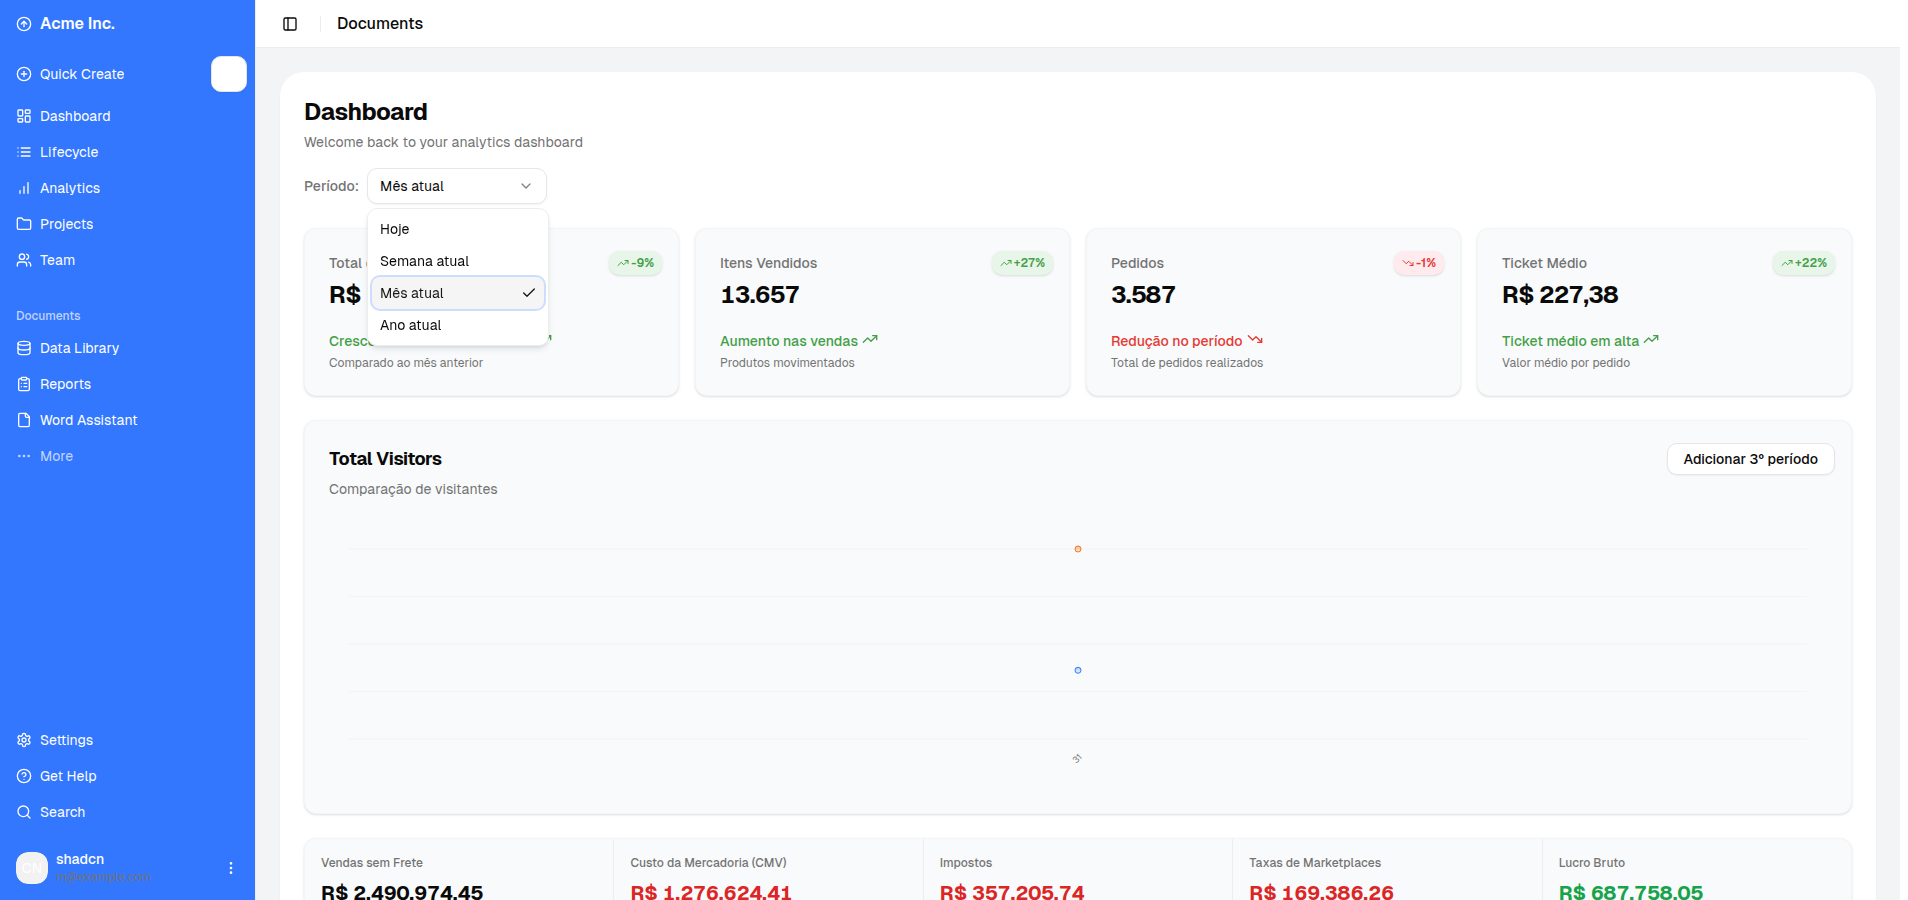 Acme Inc.
Quick Create
Dashboard
Lifecycle
Analytics
Projects
Team
Documents
Data Library
Reports
Word Assistant
More
Settings
Get Help
Search
CN
shadcn
m@example.com
Documents
Dashboard
Welcome back to your analytics dashboard
Período:
Mês atual
Hoje
Semana atual
Mês atual
Ano atual
Total
-9%
R$
Comparado ao mês anterior
Itens Vendidos
+27%
13.657
Aumento nas vendas
Produtos movimentados
Pedidos
-1%
3.587
Redução no período
Total de pedidos realizados
Ticket Médio
+22%
R$ 227,38
Ticket médio em alta
Valor médio por pedido
Total Visitors
Adicionar 3º período
Comparação de visitantes
Vendas sem Frete
R$ 2.490.974,45
Custo da Mercadoria (CMV)
R$ 1.276.624,41
Impostos
R$ 357.205,74
Taxas de Marketplaces
R$ 169.386,26
Lucro Bruto
R$ 687.758,05